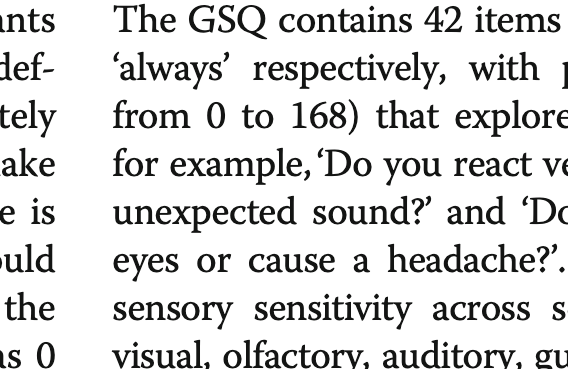 ants
def-
tely
ake
e is
ould
the
as 0
The GSQ contains 42 items
‘always’ respectively, with p
from 0 to 168) that explore
for example, ‘Do you react ve
unexpected sound?’ and ‘Do
eyes or cause a headache?’.
sensory sensitivity across s
visual, olfactory, auditory, gu